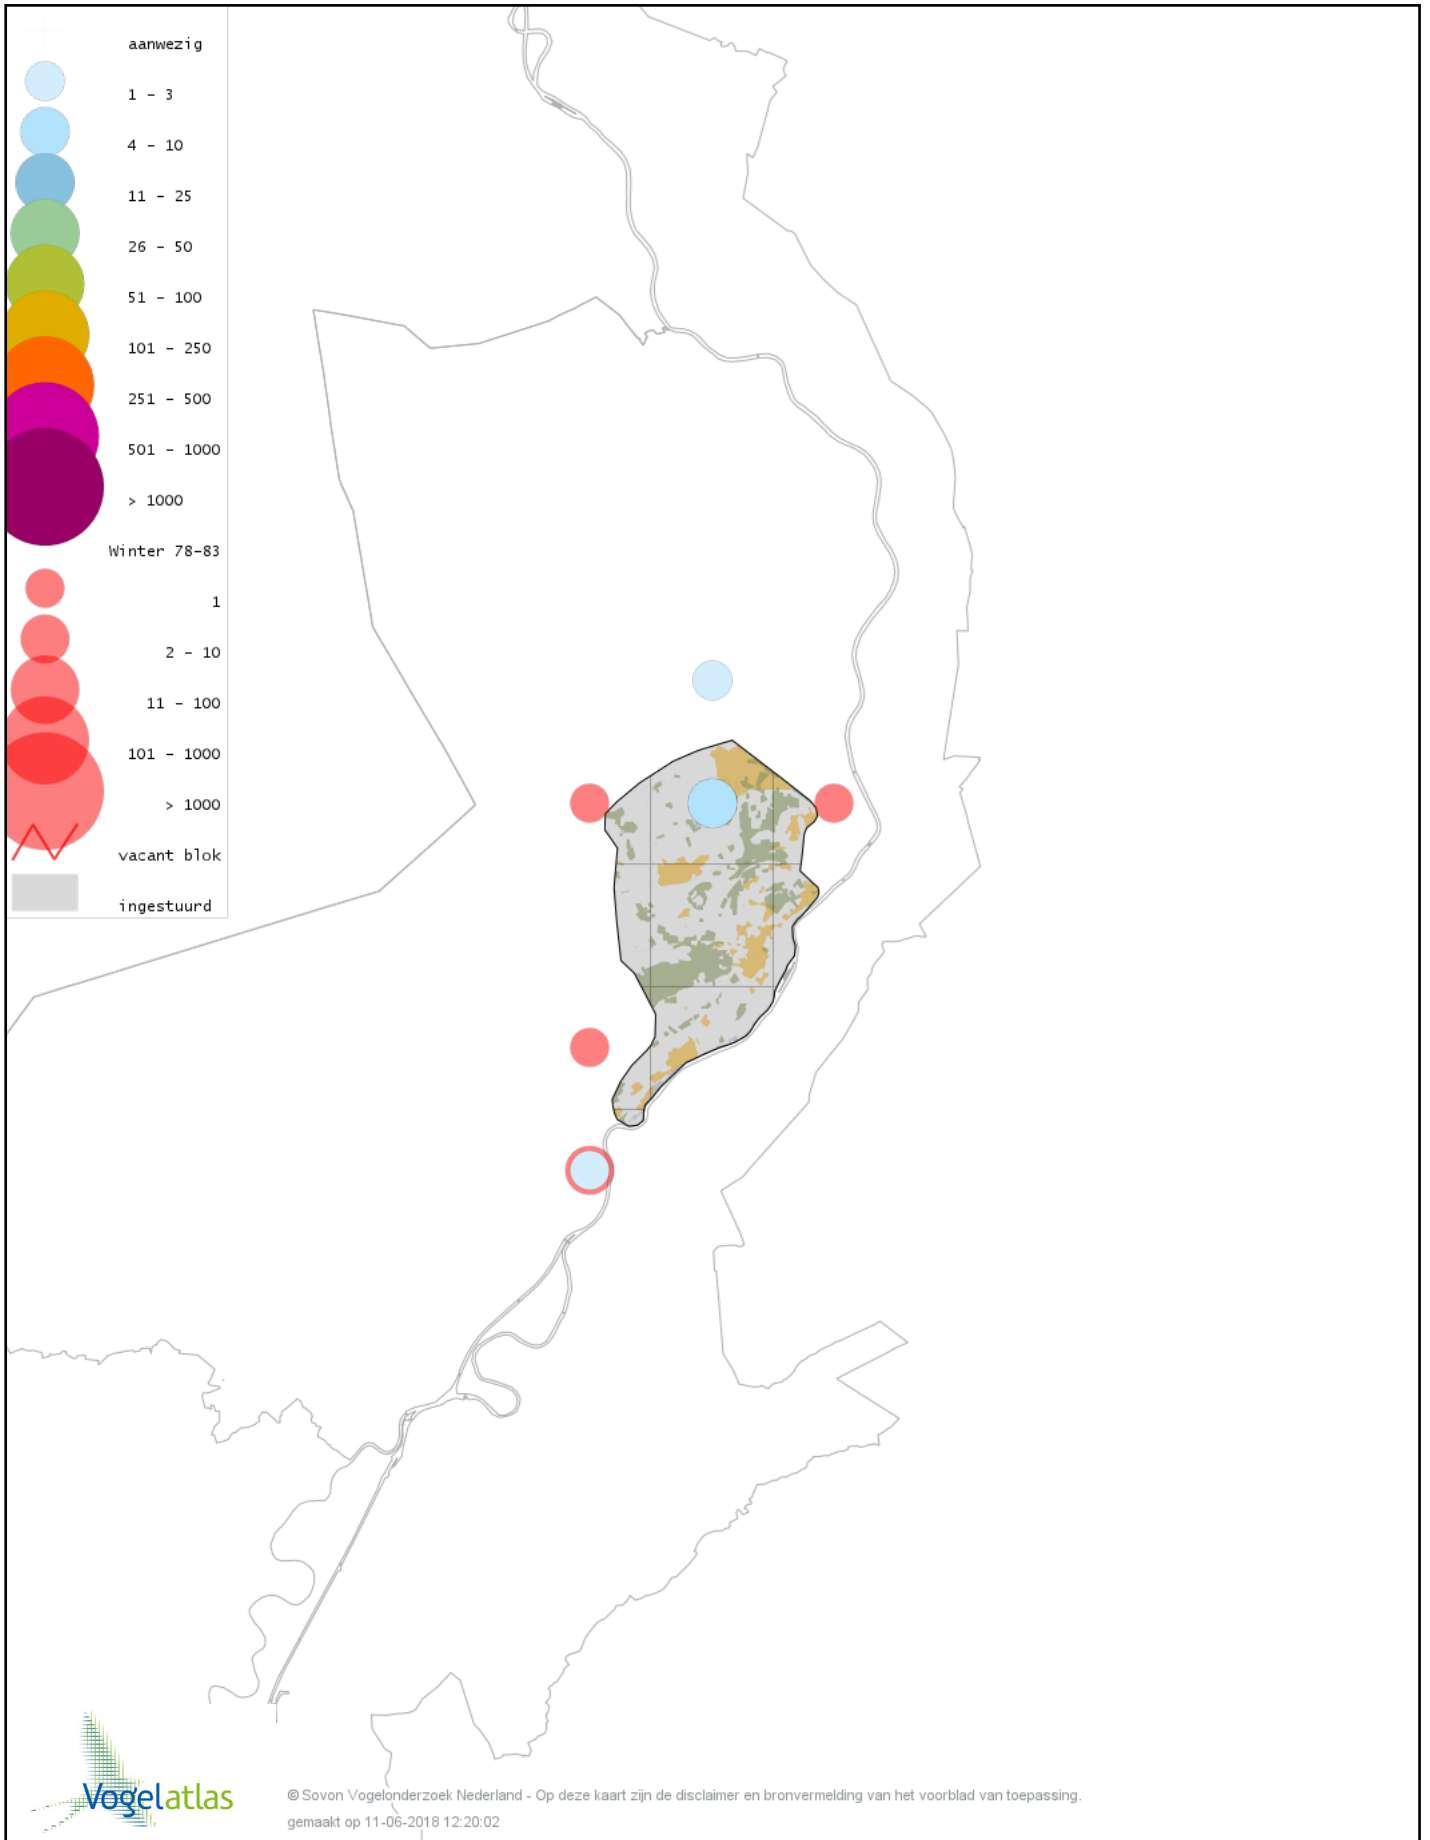 aanwezig
1 - 3
4 - 10
11 - 25
26 - 50
51 - 100
101 - 250
251 - 500
501 - 1000
> 1000
Winter 78-83
1
2 - 10
11 - 100
101 - 1000
> 1000
vacant blok
ingestuurd
Vogelatlas
© Sovon Vogelonderzoek Nederland - Op deze kaart zijn de disclaimer en bronvermelding van het voorblad van toepassing.
gemaakt op 11-06-2018 12:20:02